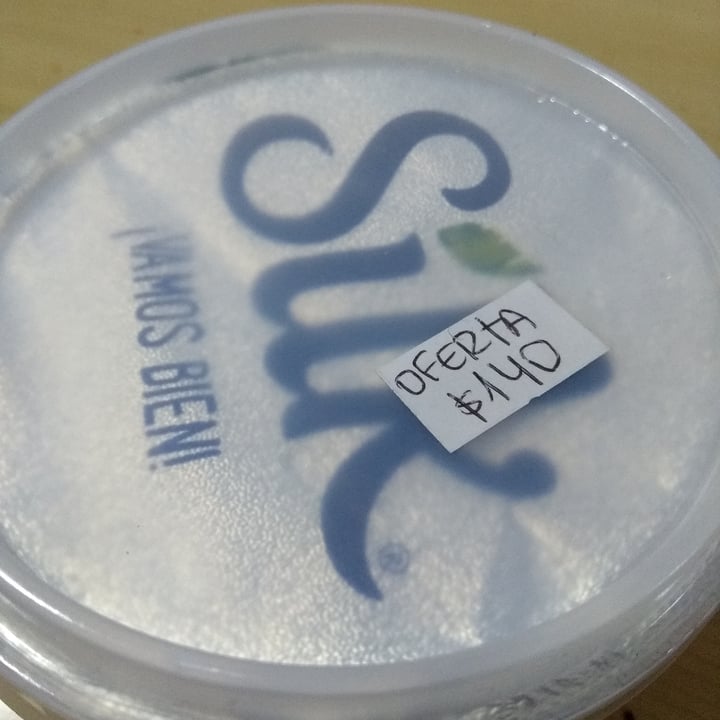 Silk
®
¡VAMOS BIEN!
OFERTA
$140